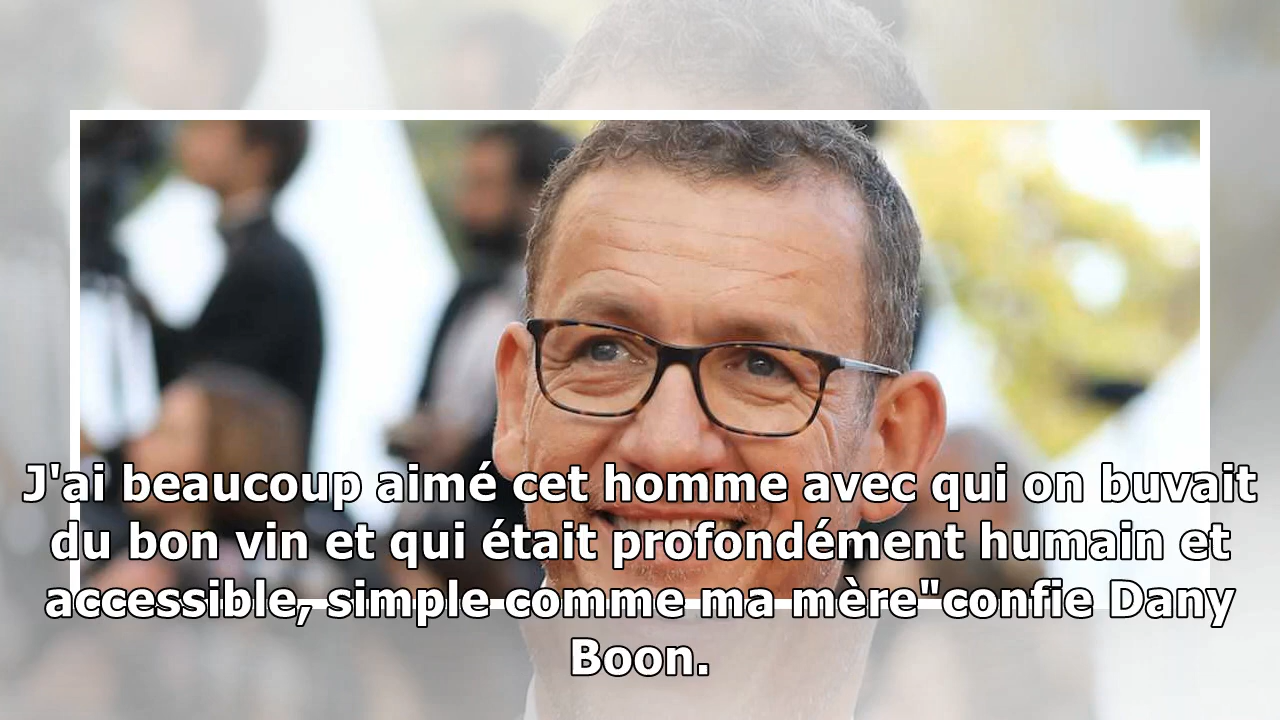 J'ai beaucoup aimé cet homme avec qui on buvait
du bon vin et qui était profondément humain et
accessible, simple comme ma mère"confie Dany
Boon.